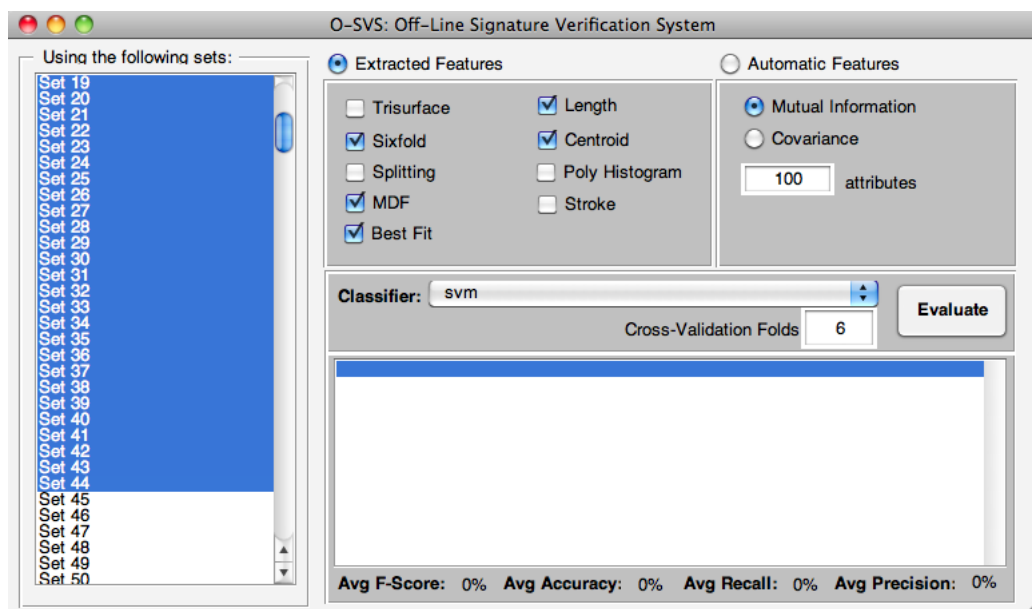 O-SVS: Off-Line Signature Verification System
Using the following sets:
Set 19
Set 20
Set 21
Set 22
Set 23
Set 24
Set 25
Set 26
Set 27
Set 28
Set 29
Set 30
Set 31
Set 32
Set 33
Set 34
Set 35
Set 36
Set 37
Set 38
Set 39
Set 40
Set 41
Set 42
Set 43
Set 44
Set 45
Set 46
Set 47
Set 48
Set 49
Set 50
Extracted Features
Trisurface
Sixfold
Splitting
MDF
Best Fit
Length
Centroid
Poly Histogram
Stroke
Automatic Features
Mutual Information
Covariance
100 attributes
Classifier: svm
Cross-Validation Folds 6
Evaluate
Avg F-Score: 0% Avg Accuracy: 0% Avg Recall: 0% Avg Precision: 0%